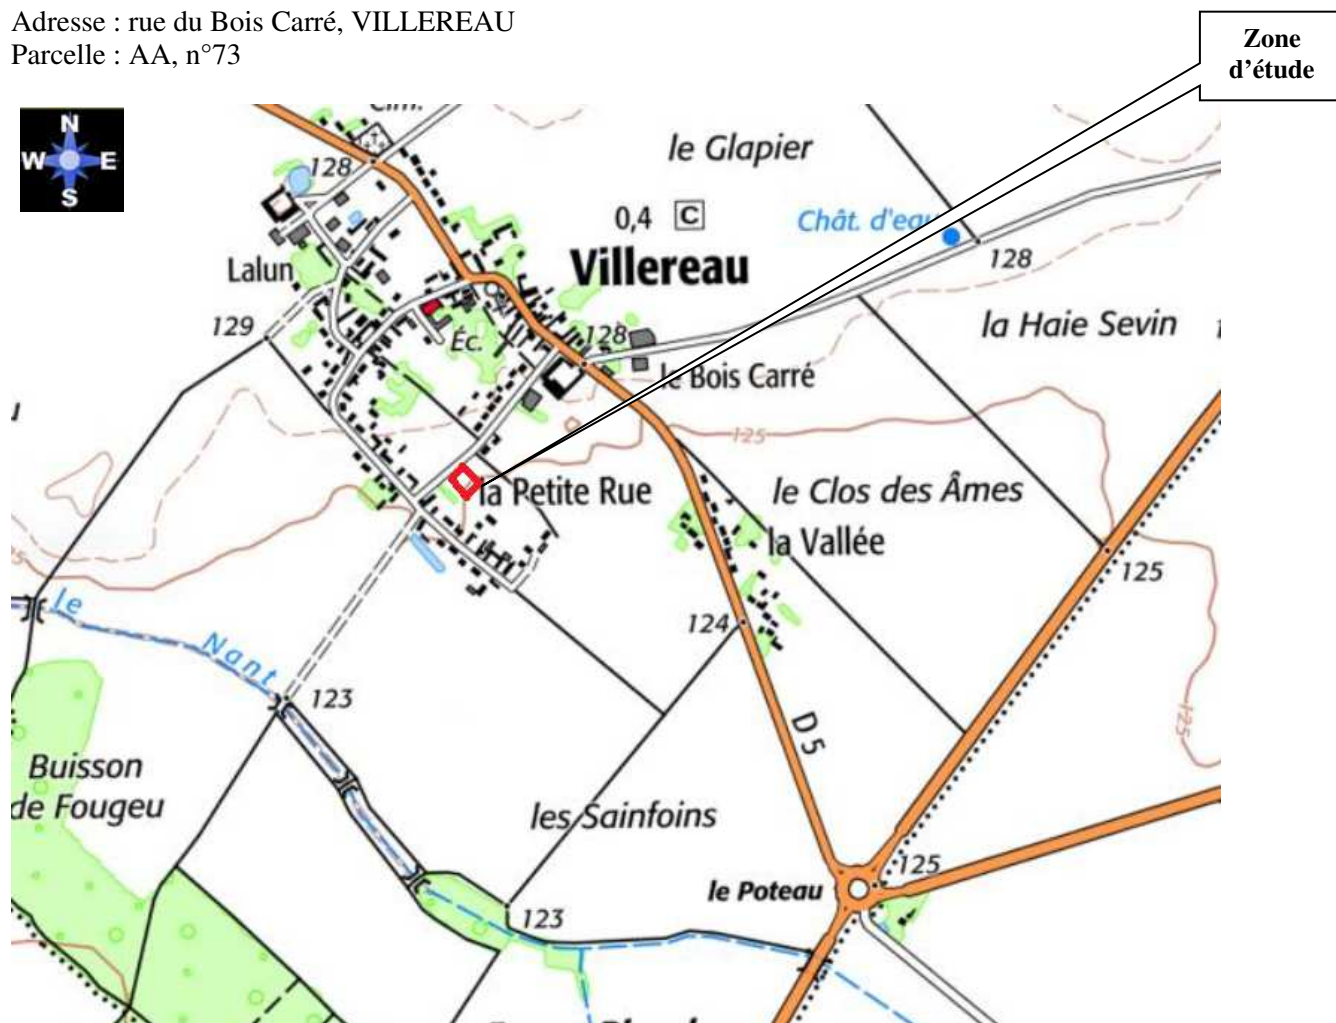 Adresse : rue du Bois Carré, VILLEREAU
Parcelle : AA, n°73
Zone
d'étude
N
W E
S
Cim.
128
le Glapier
0,4 C
Chât. d'eau
128
Lalun
Villereau
129
Éc.
128
la Haie Sevin
le Bois Carré
125
la Petite Rue
le Clos des Âmes
la Vallée
125
le Nant
124
123
125
D 5
Buisson
de Fougeu
les Sainfoins
125
le Poteau
123